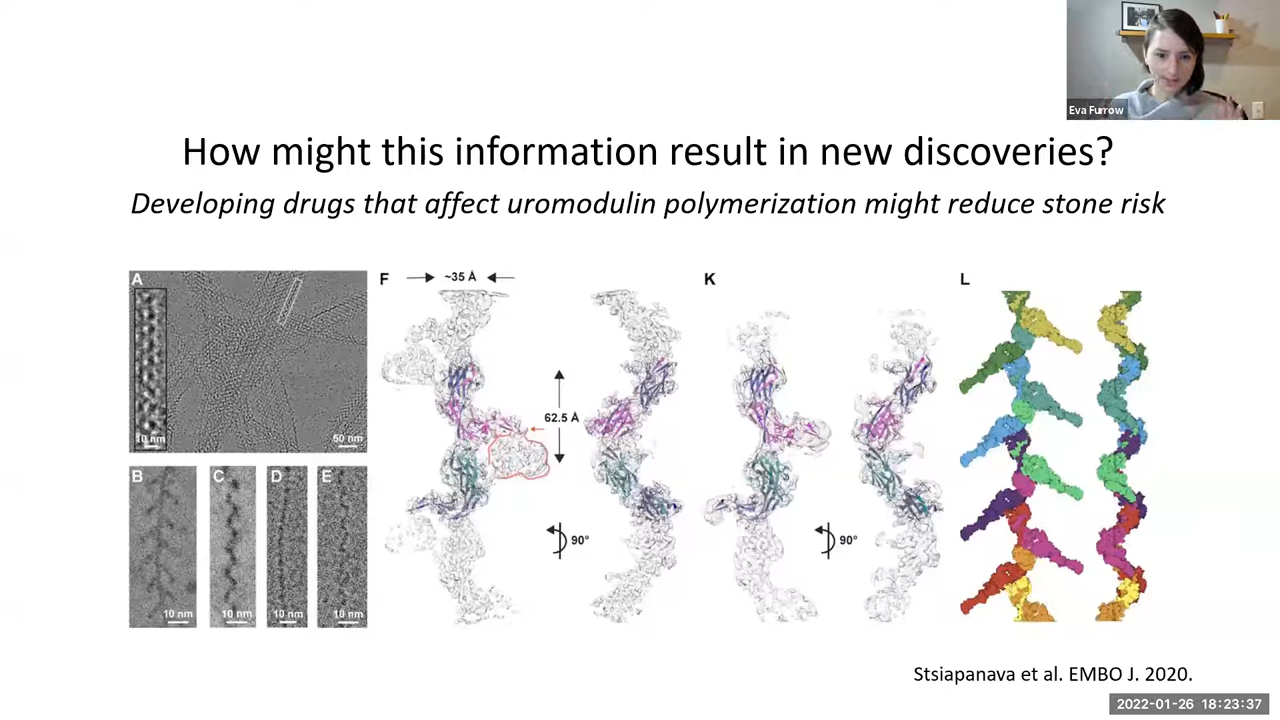 Eva Furrow
How might this information result in new discoveries?
Developing drugs that affect uromodulin polymerization might reduce stone risk
A
10 nm
50 nm
B
10 nm
C
10 nm
D
10 nm
E
10 nm
F
~35 Å
62.5 Å
90°
K
90°
L
Stsiapanava et al. EMBO J. 2020.
2022-01-26 18:23:37